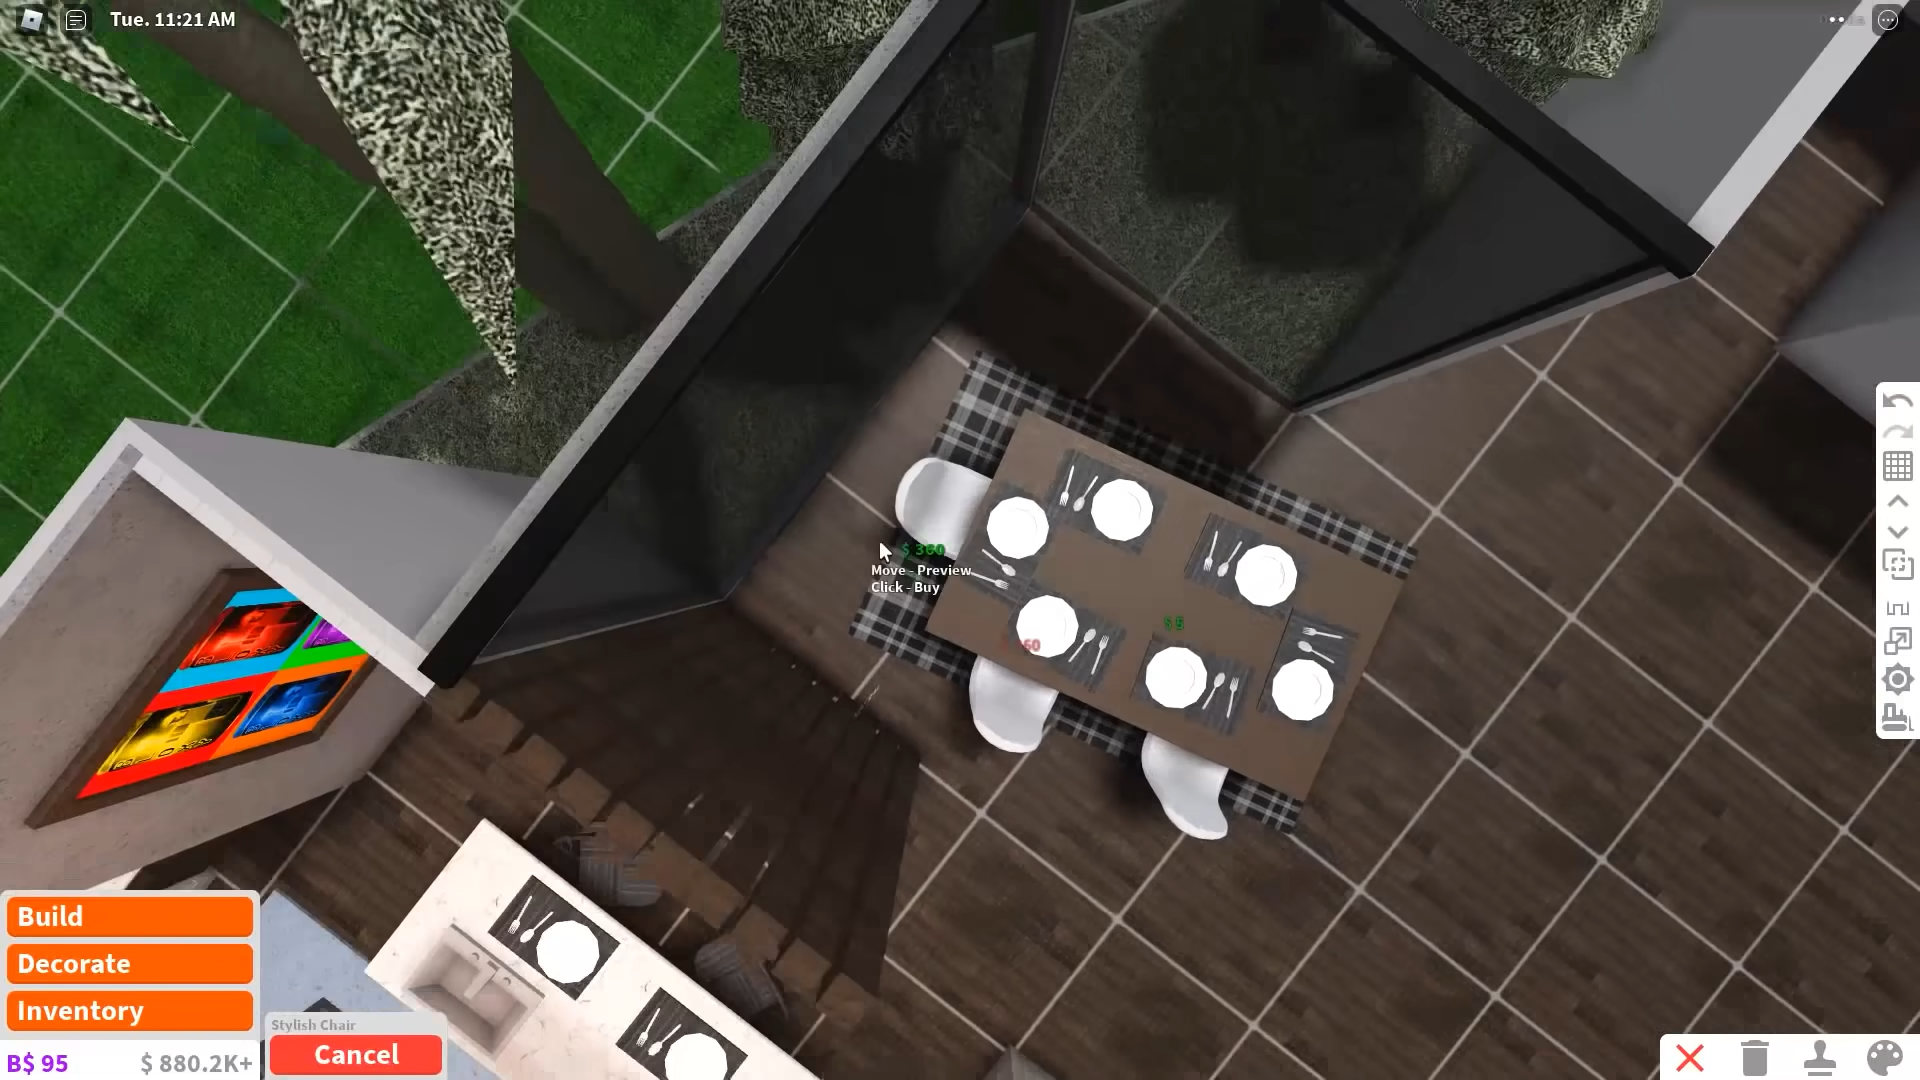 Tue. 11:21 AM
$ 360
Move - Preview
Click - Buy
$ 5
60
Build
Decorate
Inventory
B$ 95
$ 880.2K+
Stylish Chair
Cancel